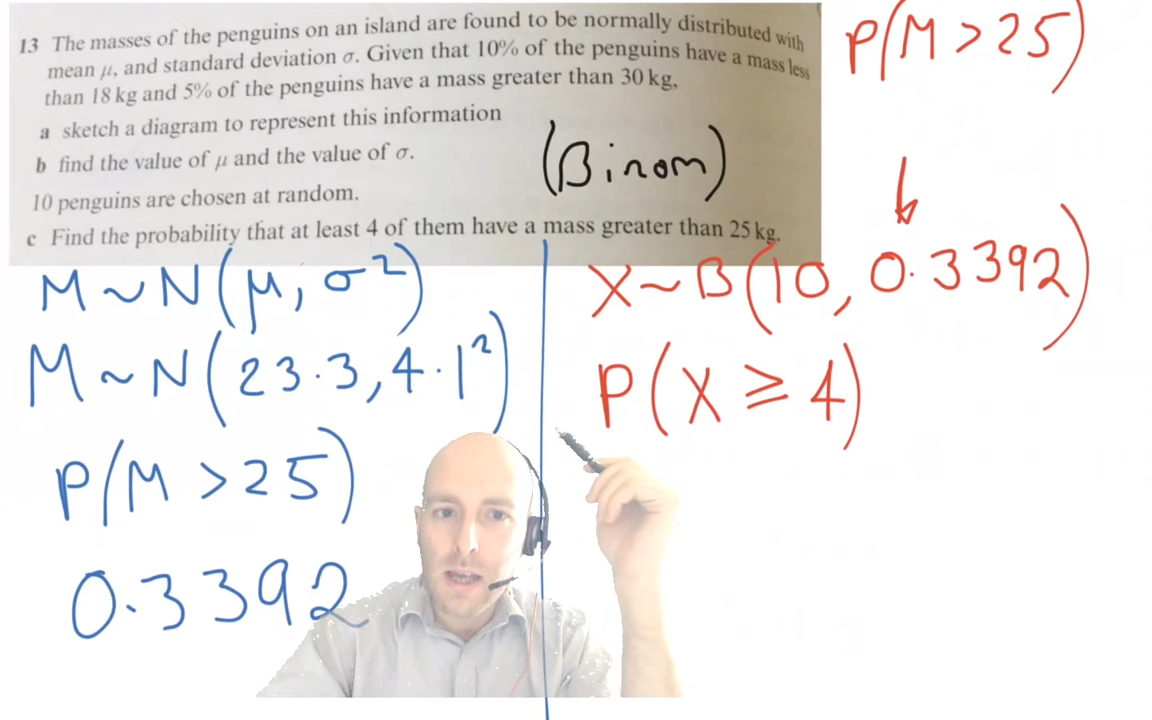 13 The masses of the penguins on an island are found to be normally distributed with
mean μ, and standard deviation σ. Given that 10% of the penguins have a mass less
than 18 kg and 5% of the penguins have a mass greater than 30 kg,
a sketch a diagram to represent this information
b find the value of μ and the value of σ.
10 penguins are chosen at random.
c Find the probability that at least 4 of them have a mass greater than 25 kg.
(Binom)
P(M > 25)
M ~ N(μ, σ²)
M ~ N(23.3, 4.1²)
P(M > 25)
0.3392
X ~ B(10, 0.3392)
P(X ≥ 4)